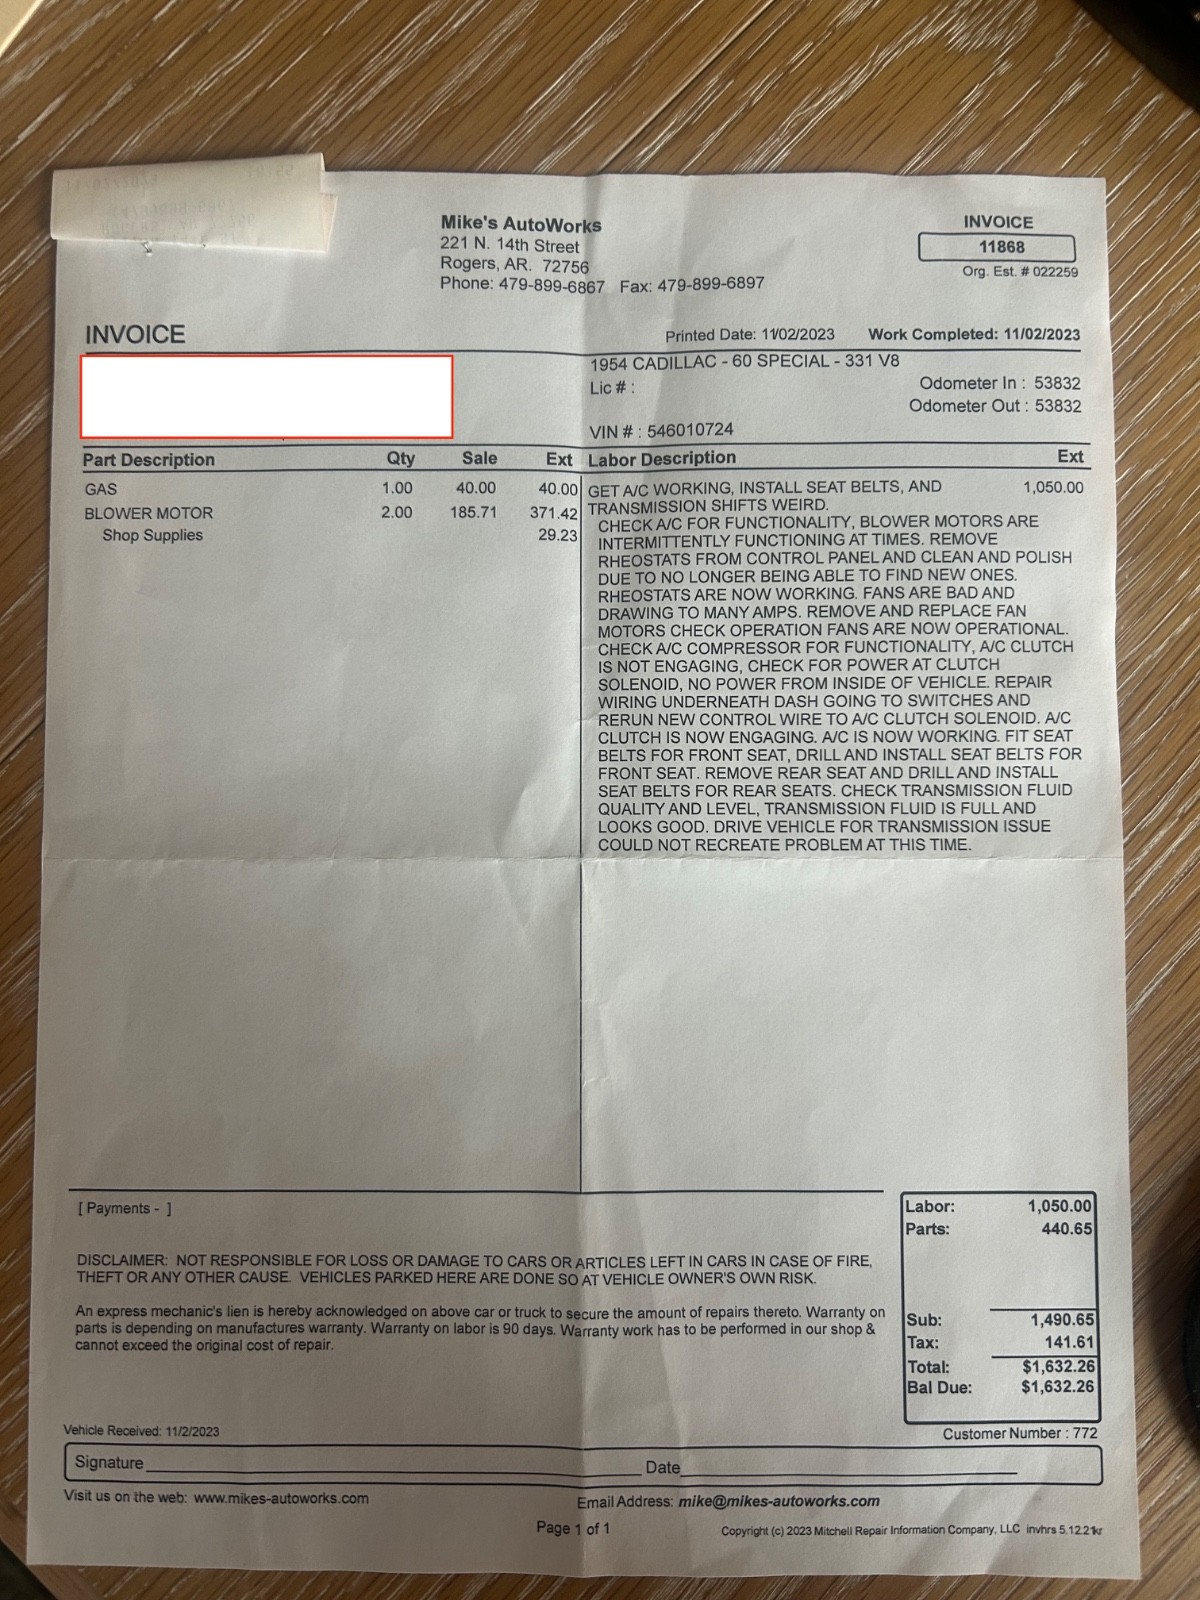 Mike's AutoWorks
221 N. 14th Street
Rogers, AR. 72756
Phone: 479-899-6867 Fax: 479-899-6897
INVOICE
11868
Org. Est. # 022259
INVOICE
Printed Date: 11/02/2023 Work Completed: 11/02/2023
1954 CADILLAC - 60 SPECIAL - 331 V8
Lic # :
Odometer In : 53832
Odometer Out : 53832
VIN # : 546010724
Part Description Qty Sale Ext
GAS 1.00 40.00 40.00
BLOWER MOTOR 2.00 185.71 371.42
Shop Supplies 29.23
Labor Description Ext
GET A/C WORKING, INSTALL SEAT BELTS, AND 1,050.00
TRANSMISSION SHIFTS WEIRD.
CHECK A/C FOR FUNCTIONALITY, BLOWER MOTORS ARE
INTERMITTENTLY FUNCTIONING AT TIMES. REMOVE
RHEOSTATS FROM CONTROL PANEL AND CLEAN AND POLISH
DUE TO NO LONGER BEING ABLE TO FIND NEW ONES.
RHEOSTATS ARE NOW WORKING. FANS ARE BAD AND
DRAWING TO MANY AMPS. REMOVE AND REPLACE FAN
MOTORS CHECK OPERATION FANS ARE NOW OPERATIONAL.
CHECK A/C COMPRESSOR FOR FUNCTIONALITY, A/C CLUTCH
IS NOT ENGAGING, CHECK FOR POWER AT CLUTCH
SOLENOID, NO POWER FROM INSIDE OF VEHICLE. REPAIR
WIRING UNDERNEATH DASH GOING TO SWITCHES AND
RERUN NEW CONTROL WIRE TO A/C CLUTCH SOLENOID. A/C
CLUTCH IS NOW ENGAGING. A/C IS NOW WORKING. FIT SEAT
BELTS FOR FRONT SEAT, DRILL AND INSTALL SEAT BELTS FOR
FRONT SEAT. REMOVE REAR SEAT AND DRILL AND INSTALL
SEAT BELTS FOR REAR SEATS. CHECK TRANSMISSION FLUID
QUALITY AND LEVEL, TRANSMISSION FLUID IS FULL AND
LOOKS GOOD. DRIVE VEHICLE FOR TRANSMISSION ISSUE
COULD NOT RECREATE PROBLEM AT THIS TIME.
[ Payments - ]
DISCLAIMER: NOT RESPONSIBLE FOR LOSS OR DAMAGE TO CARS OR ARTICLES LEFT IN CARS IN CASE OF FIRE,
THEFT OR ANY OTHER CAUSE. VEHICLES PARKED HERE ARE DONE SO AT VEHICLE OWNER'S OWN RISK.
An express mechanic's lien is hereby acknowledged on above car or truck to secure the amount of repairs thereto. Warranty on
parts is depending on manufactures warranty. Warranty on labor is 90 days. Warranty work has to be performed in our shop &
cannot exceed the original cost of repair.
Labor: 1,050.00
Parts: 440.65
Sub: 1,490.65
Tax: 141.61
Total: $1,632.26
Bal Due: $1,632.26
Vehicle Received: 11/2/2023
Customer Number : 772
Signature Date
Visit us on the web: www.mikes-autoworks.com
Email Address: mike@mikes-autoworks.com
Page 1 of 1
Copyright (c) 2023 Mitchell Repair Information Company, LLC invhrs 5.12.21kr